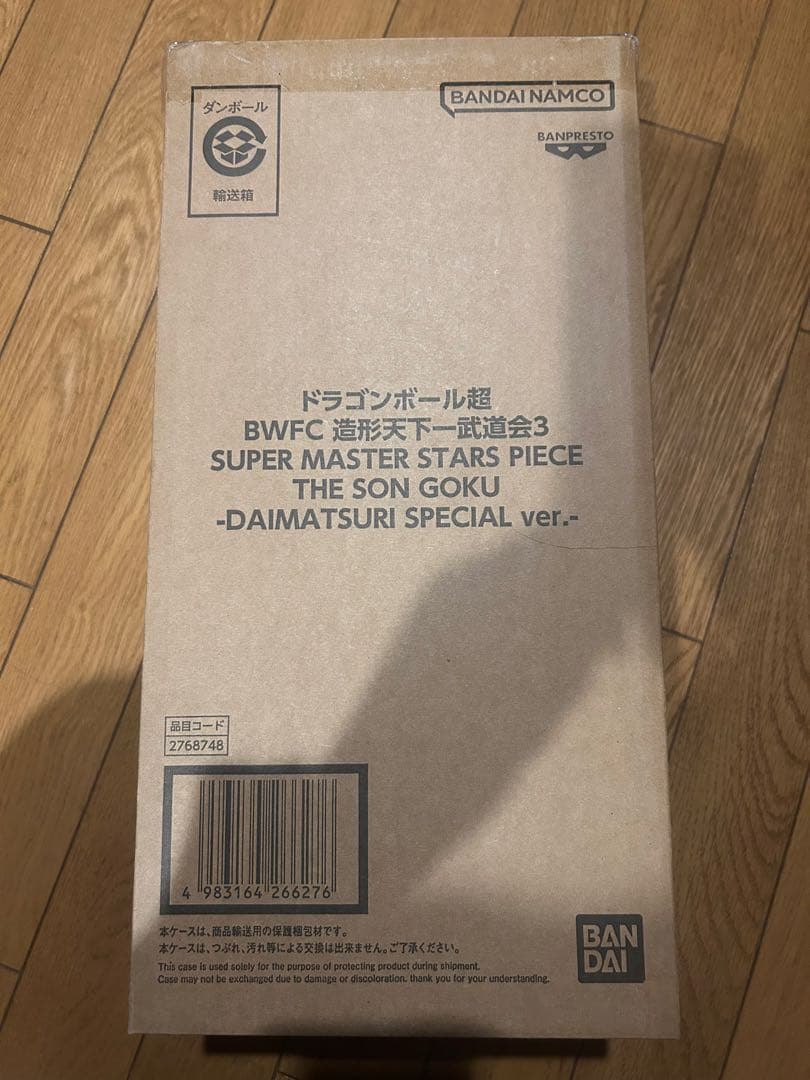 ダンボール
輸送箱
BANDAI NAMCO
BANPRESTO
ドラゴンボール超
BWFC 造形天下一武道会3
SUPER MASTER STARS PIECE
THE SON GOKU
-DAIMATSURI SPECIAL ver.-
品目コード
2768748
4 983164 266276
本ケースは、商品輸送用の保護梱包材です。
本ケースは、つぶれ、汚れ等による交換は出来ません。ご了承ください。
This case is used solely for the purpose of protecting product during shipment.
Case may not be exchanged due to damage or discoloration. thank you for your understanding.
BAN
DAI